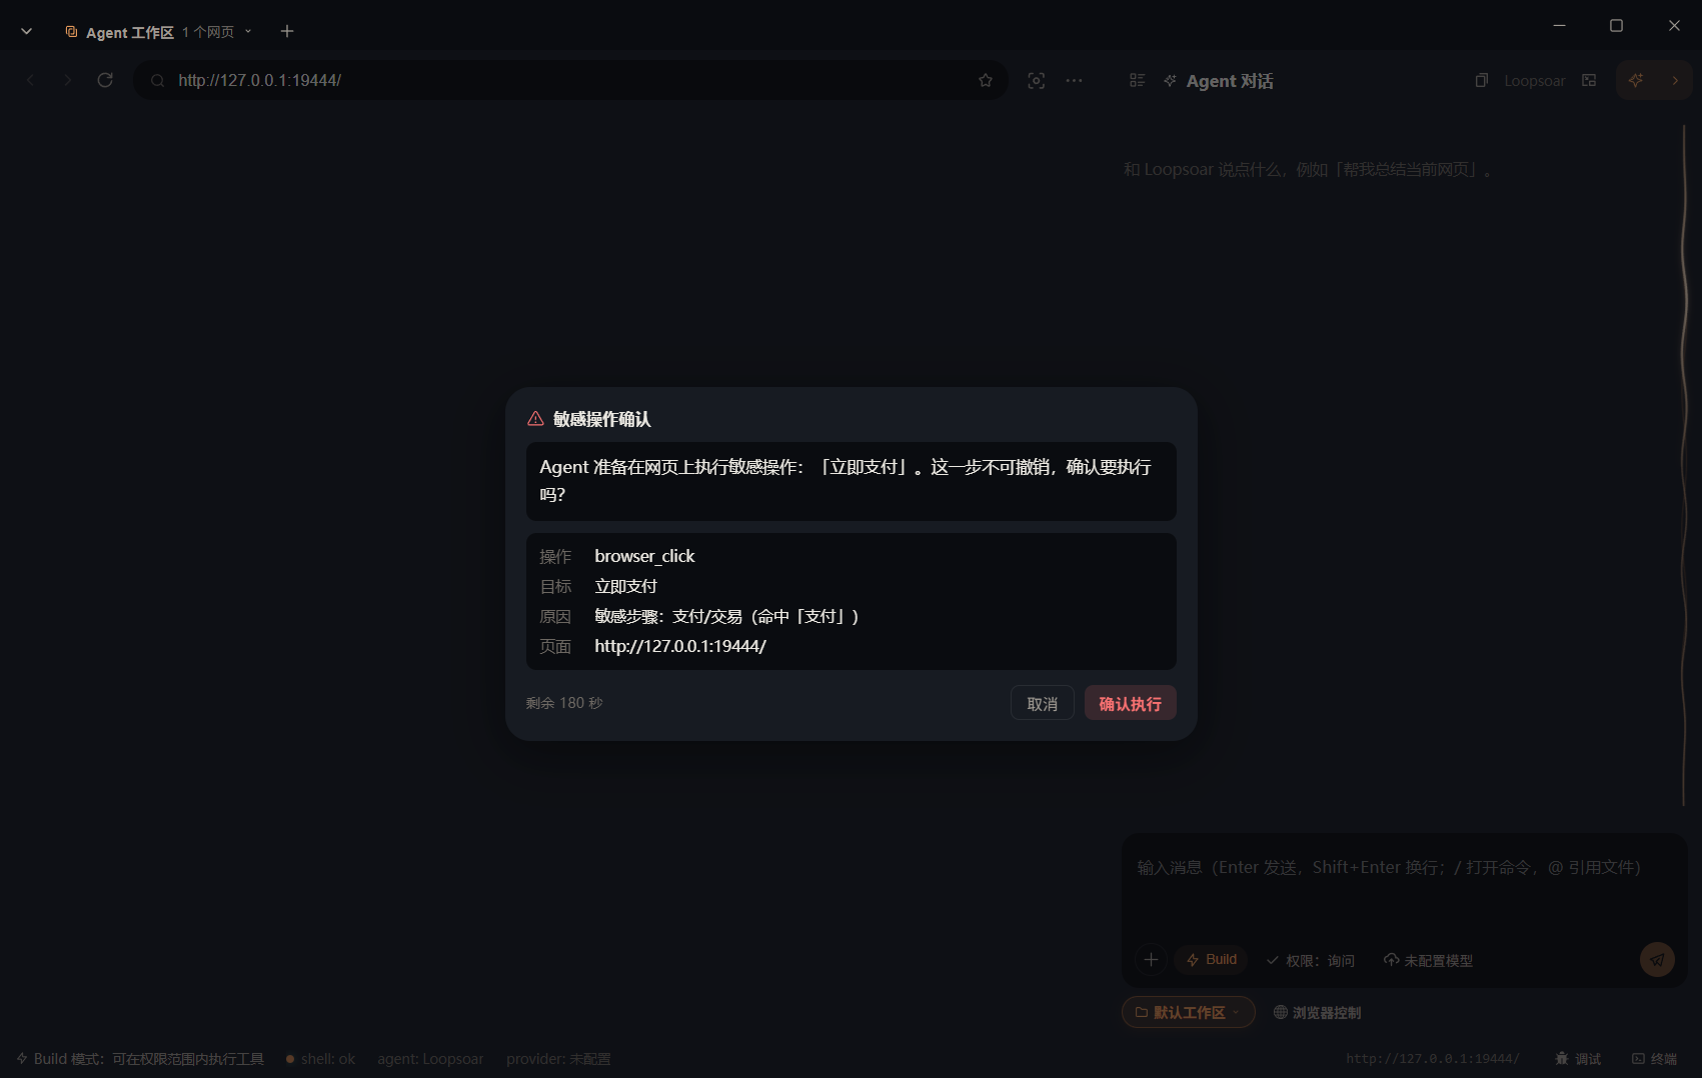 Agent 工作区 1 个网页
http://127.0.0.1:19444/
Agent 对话
Loopsoar
和 Loopsoar 说点什么，例如「帮我总结当前网页」。
敏感操作确认
Agent 准备在网页上执行敏感操作：「立即支付」。这一步不可撤销，确认要执行
吗？
操作 browser_click
目标 立即支付
原因 敏感步骤：支付/交易（命中「支付」）
页面 http://127.0.0.1:19444/
剩余 180 秒
取消
确认执行
输入消息（Enter 发送，Shift+Enter 换行；/ 打开命令，@ 引用文件）
Build
权限：询问
未配置模型
默认工作区
浏览器控制
Build 模式：可在权限范围内执行工具 shell: ok agent: Loopsoar provider: 未配置
http://127.0.0.1:19444/ 调试 终端